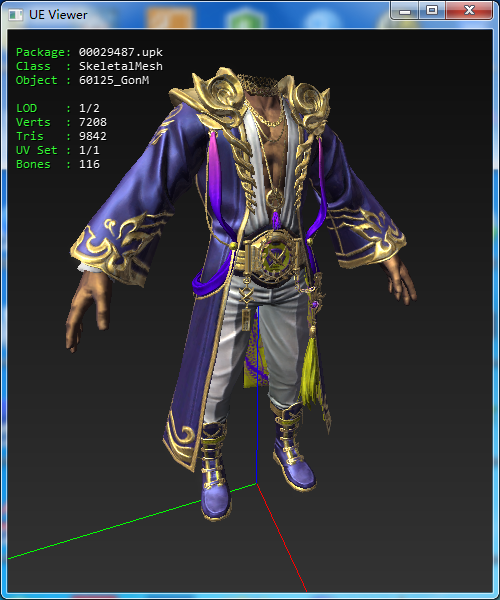 UE Viewer
Package: 00029487.upk
Class  : SkeletalMesh
Object : 60125_GonM
LOD    : 1/2
Verts  : 7208
Tris   : 9842
UV Set : 1/1
Bones  : 116